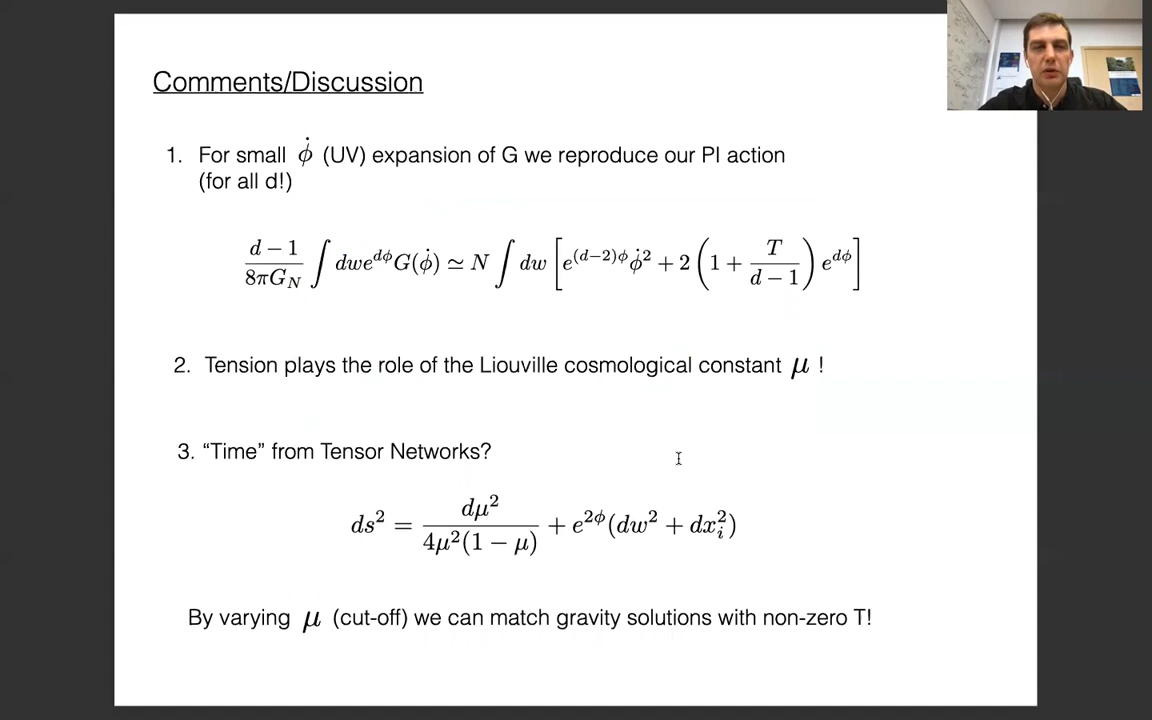 Comments/Discussion
1. For small $\dot{\phi}$ (UV) expansion of G we reproduce our PI action
(for all d!)
$\frac{d-1}{8\pi G_N} \int dw e^{d\phi} G(\dot{\phi}) \simeq N \int dw \left[ e^{(d-2)\phi} \dot{\phi}^2 + 2 \left( 1 + \frac{T}{d-1} \right) e^{d\phi} \right]$
2. Tension plays the role of the Liouville cosmological constant $\mu$ !
3. “Time” from Tensor Networks?
$ds^2 = \frac{d\mu^2}{4\mu^2(1-\mu)} + e^{2\phi}(dw^2 + dx_i^2)$
By varying $\mu$ (cut-off) we can match gravity solutions with non-zero T!